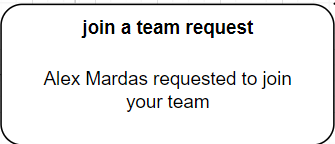 join a team request
Alex Mardas requested to join
your team